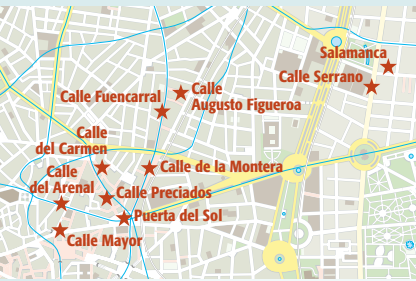 Salamanca
Calle Serrano
Calle
Augusto Figueroa
Calle Fuencarral
Calle
del Carmen
Calle de la Montera
Calle
del Arenal
Calle Preciados
Puerta del Sol
Calle Mayor